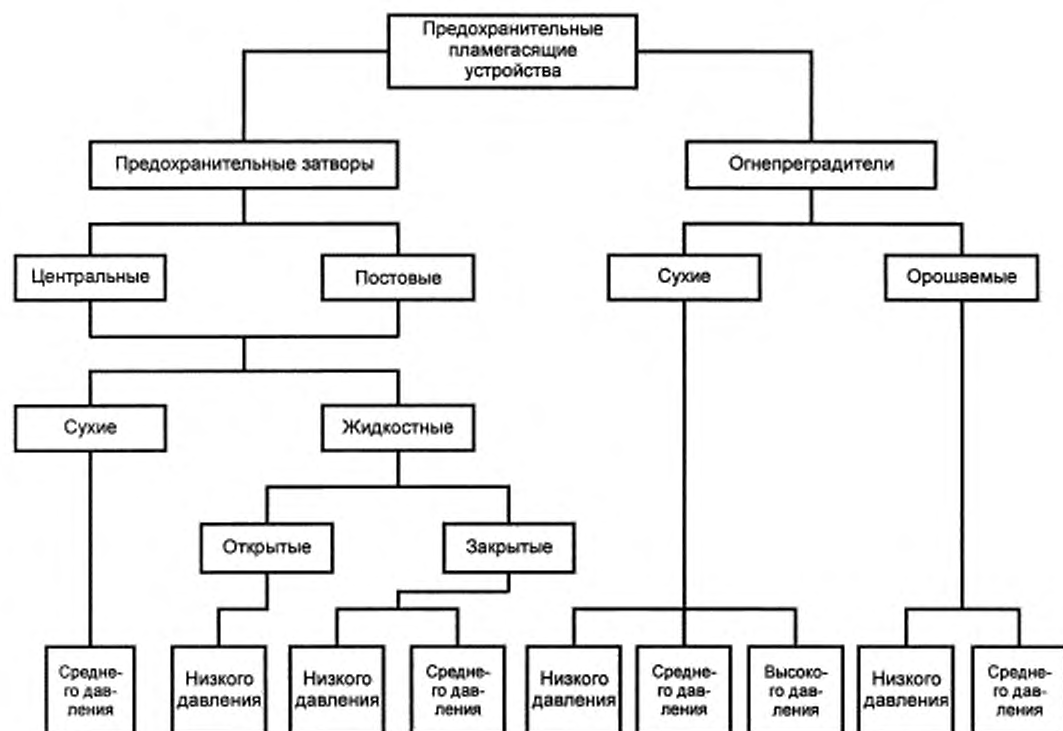 Предохранительные
пламегасящие
устройства
Предохранительные затворы
Огнепреградители
Центральные
Постовые
Сухие
Орошаемые
Сухие
Жидкостные
Открытые
Закрытые
Средне-
го дав-
ления
Низкого
давления
Низкого
давления
Средне-
го дав-
ления
Низкого
давления
Средне-
го дав-
ления
Высоко-
го дав-
ления
Низкого
давления
Средне-
го дав-
ления